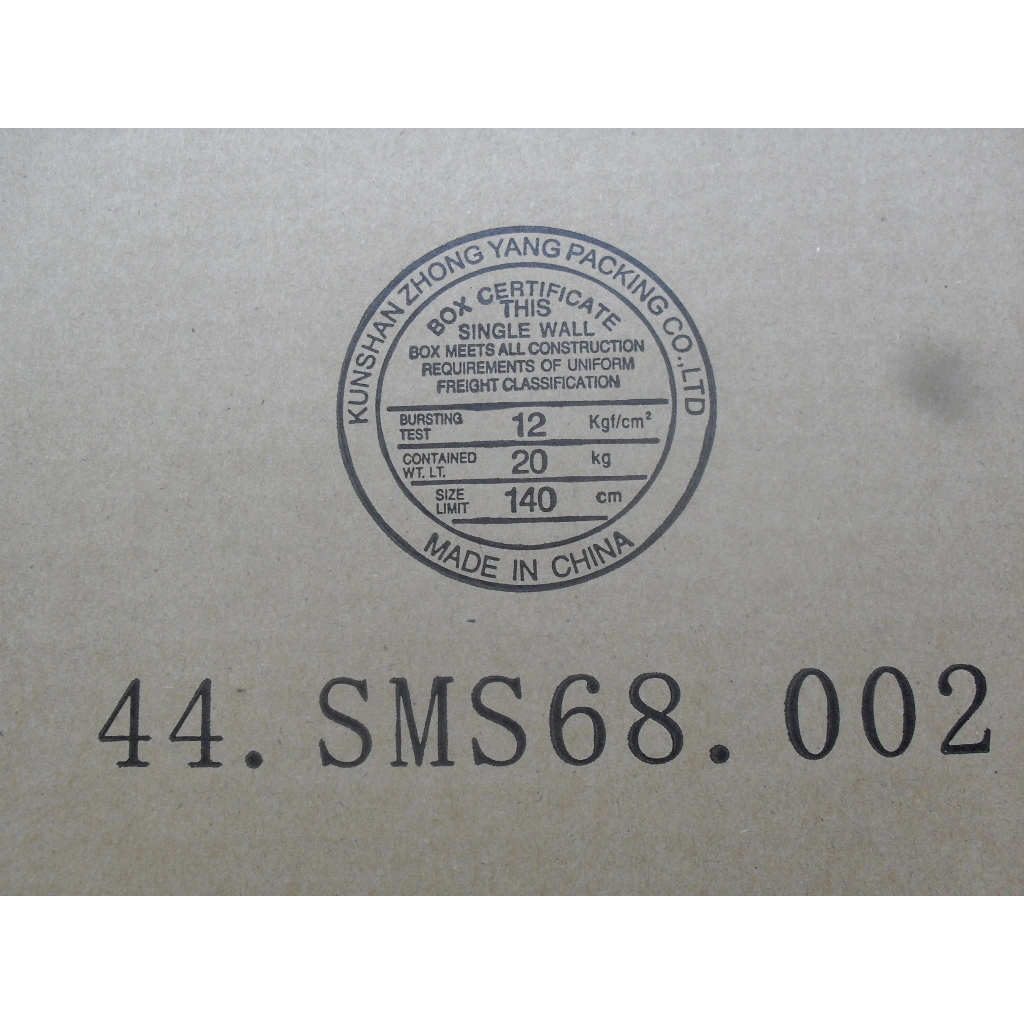 KUNSHAN ZHONG YANG PACKING CO.,LTD
BOX CERTIFICATE
THIS
SINGLE WALL
BOX MEETS ALL CONSTRUCTION
REQUIREMENTS OF UNIFORM
FREIGHT CLASSIFICATION
BURSTING TEST 12 Kgf/cm²
CONTAINED WT. LT. 20 kg
SIZE LIMIT 140 cm
MADE IN CHINA
44.SMS68.002